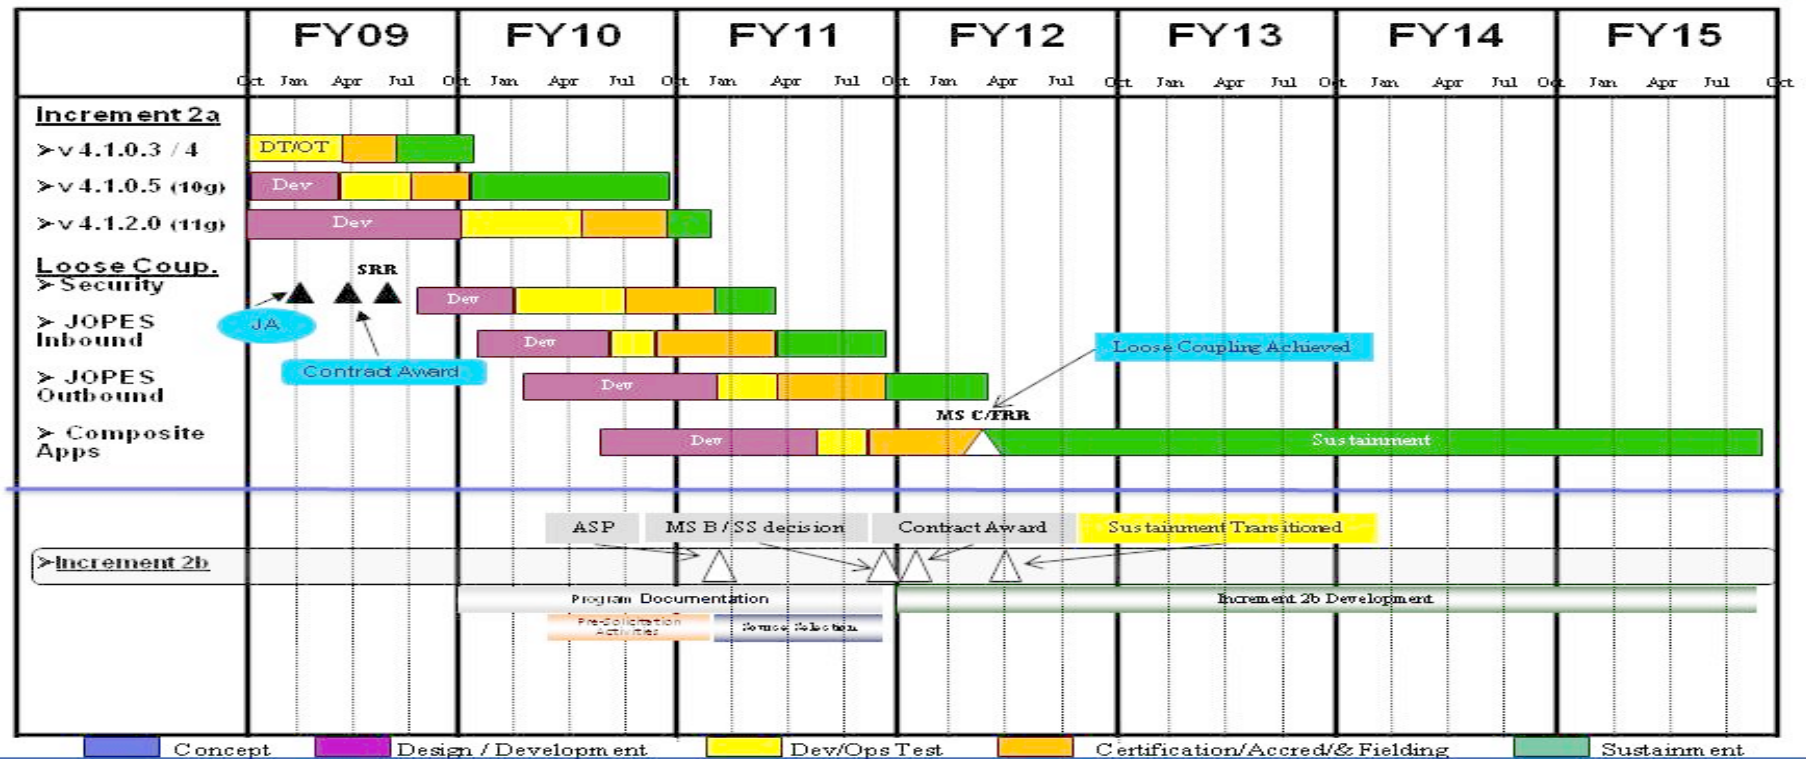 FY09 FY10 FY11 FY12 FY13 FY14 FY15
Oct Jan Apr Jul Oct Jan Apr Jul Oct Jan Apr Jul Oct Jan Apr Jul Oct Jan Apr Jul Oct Jan Apr Jul Oct Jan Apr Jul Oct
Increment 2a
➢v 4.1.0.3 / 4
DT/OT
➢v 4.1.0.5 (10g)
Dev
➢v 4.1.2.0 (11g)
Dev
Loose Coup.
SRR
➢Security
Dev
JA
➢ JOPES
Inbound
Dev
Loose Coupling Achieved
Contract Award
➢ JOPES
Outbound
Dev
MS C/FRR
➢ Composite
Apps
Dev
Sustainment
ASP
MS B / SS decision
Contract Award
Sustainment Transitioned
➢Increment 2b
Program Documentation
Increment 2b Development
Pre-Solicitation
Activities
Source Selection
Concept
Design / Development
Dev/Ops Test
Certification/Accred/& Fielding
Sustainment